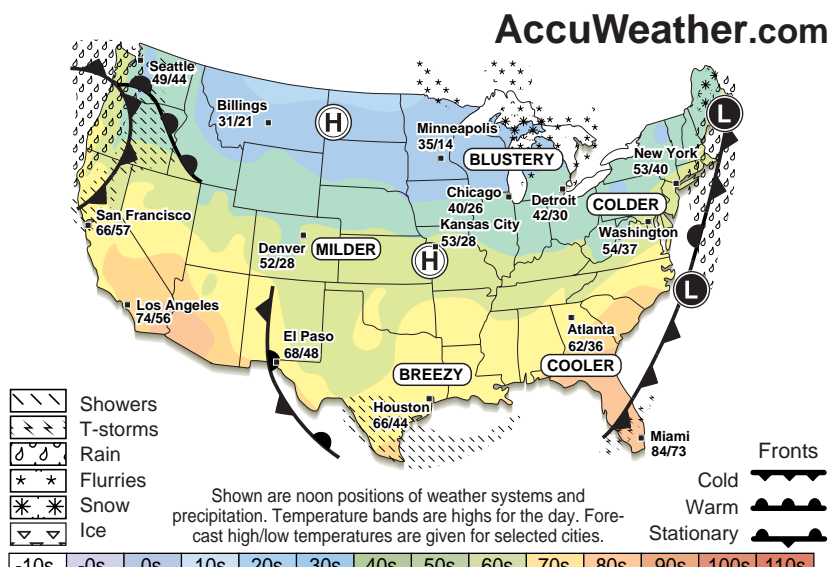 AccuWeather.com
Seattle
49/44
Billings
31/21
H
Minneapolis
35/14
BLUSTERY
L
New York
53/40
Chicago
40/26
Detroit
42/30
COLDER
San Francisco
66/57
Kansas City
53/28
Washington
54/37
Denver
52/28
MILDER
H
L
Los Angeles
74/56
El Paso
68/48
Atlanta
62/36
BREEZY
COOLER
Houston
66/44
Miami
84/73
Showers
T-storms
Rain
Flurries
Snow
Ice
Shown are noon positions of weather systems and
precipitation. Temperature bands are highs for the day. Fore-
cast high/low temperatures are given for selected cities.
Fronts
Cold
Warm
Stationary
-10s -0s 0s 10s 20s 30s 40s 50s 60s 70s 80s 90s 100s 110s